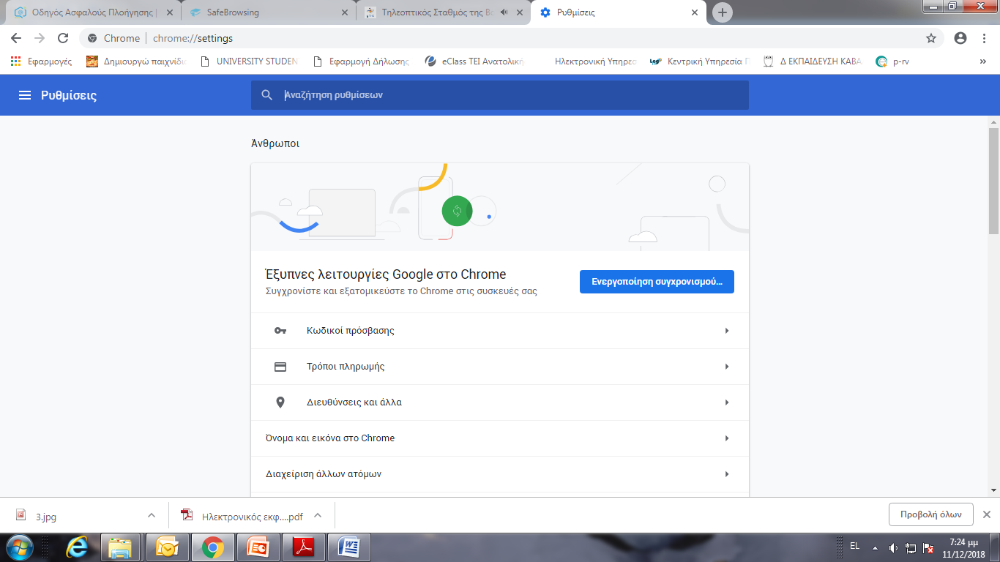 Οδηγός Ασφαλούς Πλοήγησης |
SafeBrowsing
Τηλεοπτικός Σταθμός της Βο
Ρυθμίσεις
Chrome | chrome://settings
Εφαρμογές
Δημιουργώ παιχνίδι
UNIVERSITY STUDEN
Εφαρμογή Δήλωσης
eClass ΤΕΙ Ανατολική
Ηλεκτρονική Υπηρεσ
Κεντρική Υπηρεσία Π
Δ ΕΚΠΑΙΔΕΥΣΗ ΚΑΒΑ
p-rv
Ρυθμίσεις
Αναζήτηση ρυθμίσεων
Άνθρωποι
Έξυπνες λειτουργίες Google στο Chrome
Συγχρονίστε και εξατομικεύστε το Chrome στις συσκευές σας
Ενεργοποίηση συγχρονισμού...
Κωδικοί πρόσβασης
Τρόποι πληρωμής
Διευθύνσεις και άλλα
Όνομα και εικόνα στο Chrome
Διαχείριση άλλων ατόμων
3.jpg
Ηλεκτρονικός εκφ....pdf
Προβολή όλων
EL
7:24 μμ
11/12/2018